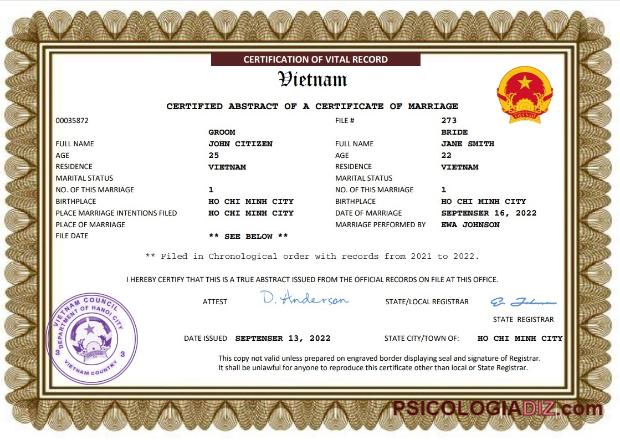 CERTIFICATION OF VITAL RECORD
Vietnam
CERTIFIED ABSTRACT OF A CERTIFICATE OF MARRIAGE
00035872 FILE # 273
GROOM BRIDE
FULL NAME JOHN CITIZEN FULL NAME JANE SMITH
AGE 25 AGE 22
RESIDENCE VIETNAM RESIDENCE VIETNAM
MARITAL STATUS MARITAL STATUS
NO. OF THIS MARRIAGE 1 NO. OF THIS MARRIAGE 1
BIRTHPLACE HO CHI MINH CITY BIRTHPLACE HO CHI MINH CITY
PLACE MARRIAGE INTENTIONS FILED HO CHI MINH CITY DATE OF MARRIAGE SEPTENSER 16, 2022
PLACE OF MARRIAGE MARRIAGE PERFORMED BY EWA JOHNSON
FILE DATE ** SEE BELOW **
** Filed in Chronological order with records from 2021 to 2022.
I HEREBY CERTIFY THAT THIS IS A TRUE ABSTRACT ISSUED FROM THE OFFICIAL RECORDS ON FILE AT THIS OFFICE.
ATTEST D. Anderson STATE/LOCAL REGISTRAR
STATE REGISTRAR
DATE ISSUED SEPTENSER 13, 2022 STATE CITY/TOWN OF: HO CHI MINH CITY
This copy not valid unless prepared on engraved border displaying seal and signature of Registrar.
It shall be unlawful for anyone to reproduce this certificate other than local or State Registrar.
VIETNAM COUNCIL
DEPARTMENT OF HANOI CITY
3 3
VIETNAM COUNTRY
PSICOLOGIADIZ.com